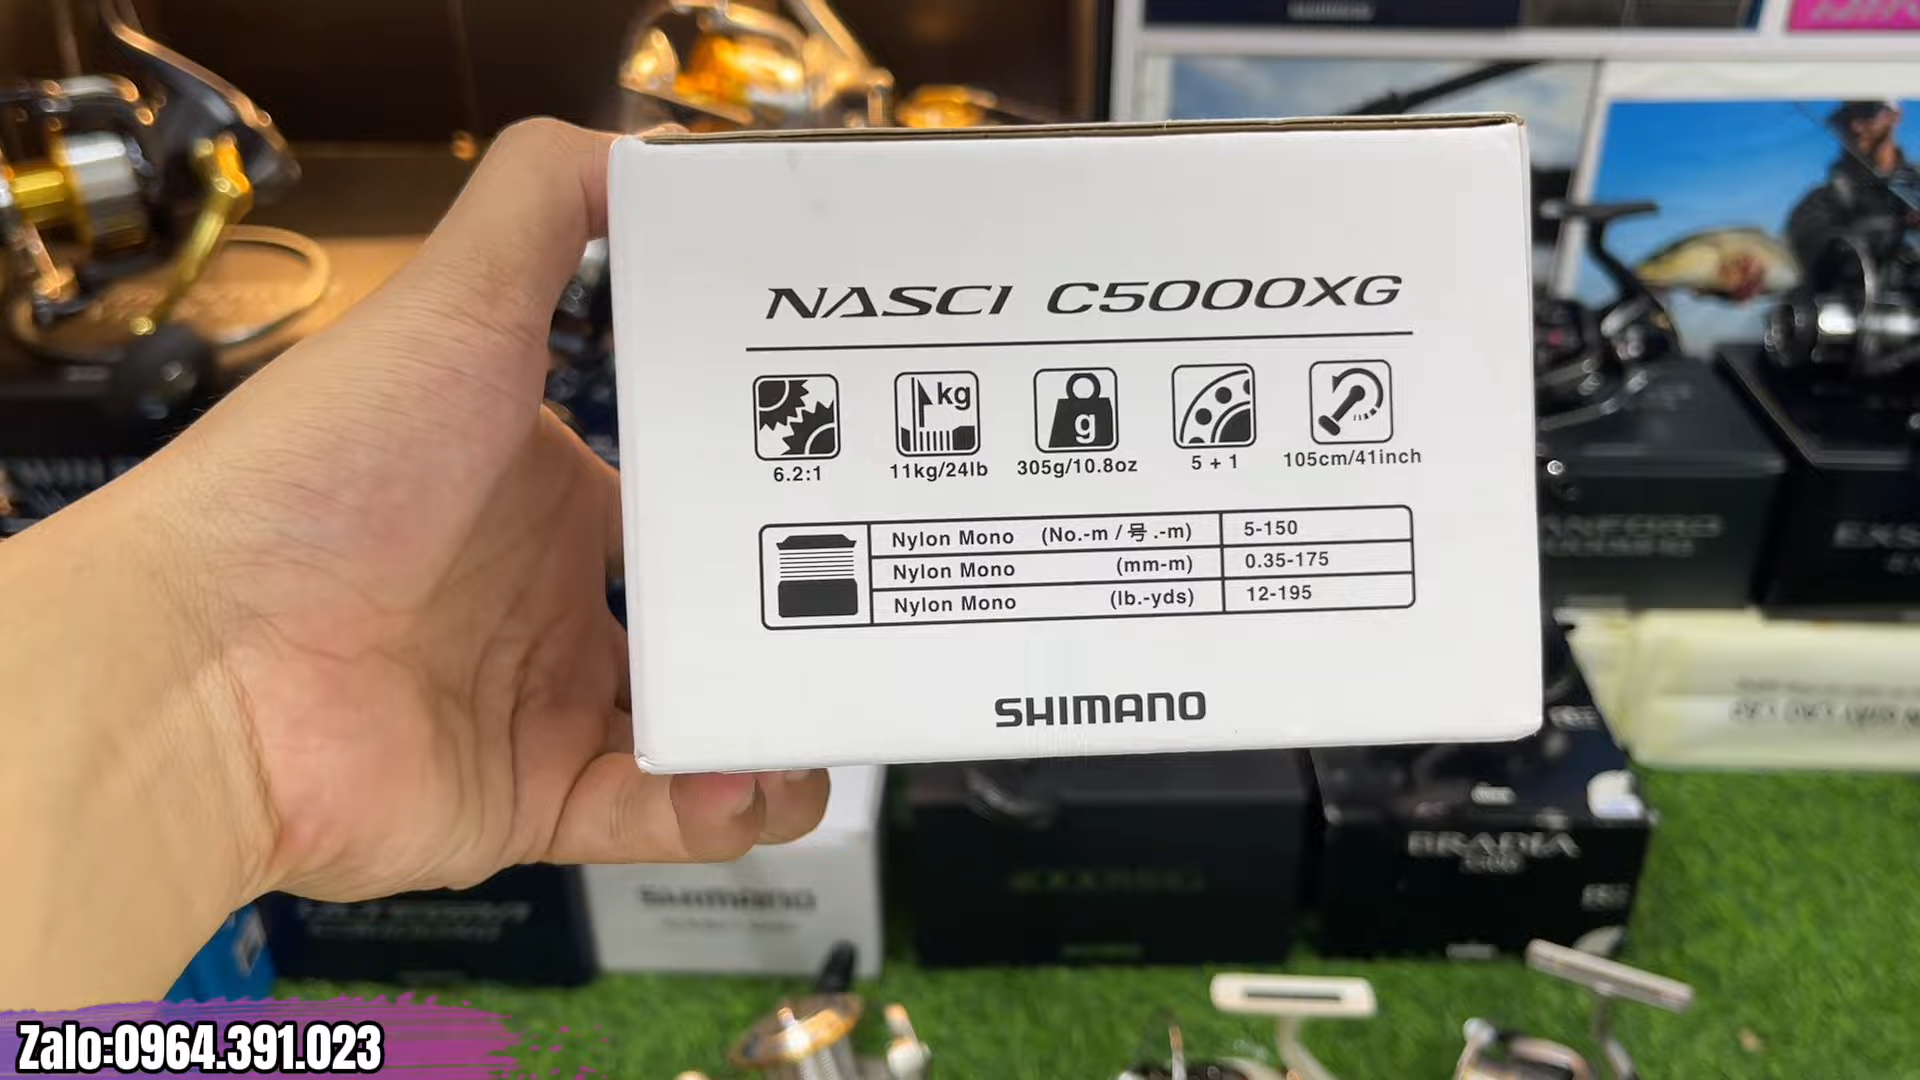 NASCI C5000XG
kg
g
6.2:1
11kg/24lb
305g/10.8oz
5 + 1
105cm/41inch
Nylon Mono (No.-m / 号.-m) 5-150
Nylon Mono (mm-m) 0.35-175
Nylon Mono (lb.-yds) 12-195
SHIMANO
BRADIA
SHIMANO
Zalo:0964.391.023